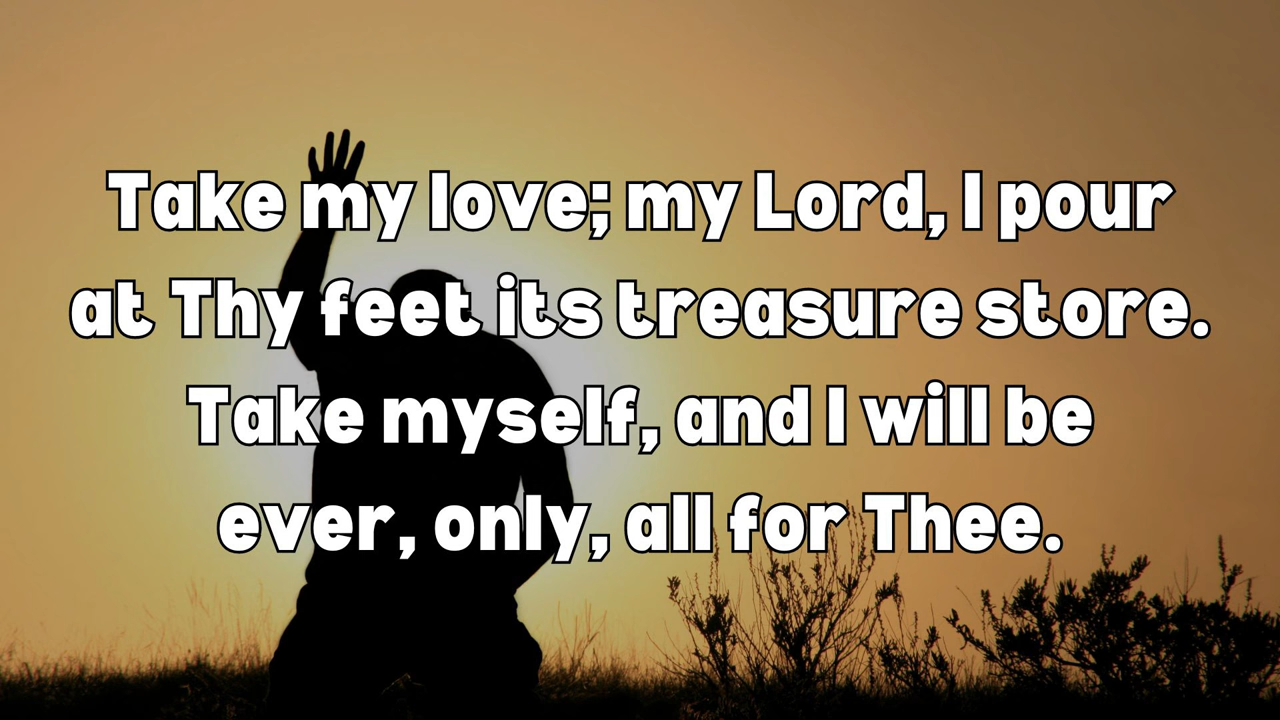 Take my love; my Lord, I pour
at Thy feet its treasure store.
Take myself, and I will be
ever, only, all for Thee.